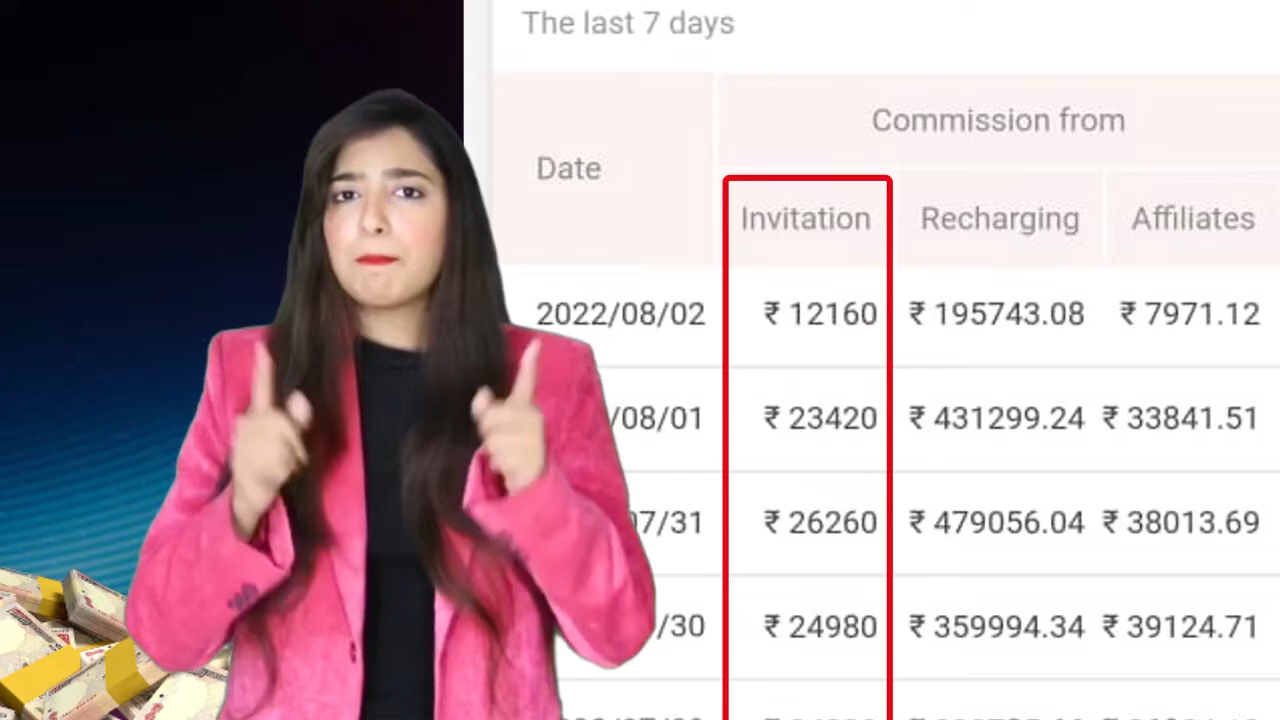 The last 7 days
Commission from
Date
Invitation Recharging Affiliates
2022/08/02 ₹ 12160 ₹ 195743.08 ₹ 7971.12
/08/01 ₹ 23420 ₹ 431299.24 ₹ 33841.51
07/31 ₹ 26260 ₹ 479056.04 ₹ 38013.69
/30 ₹ 24980 ₹ 359994.34 ₹ 39124.71